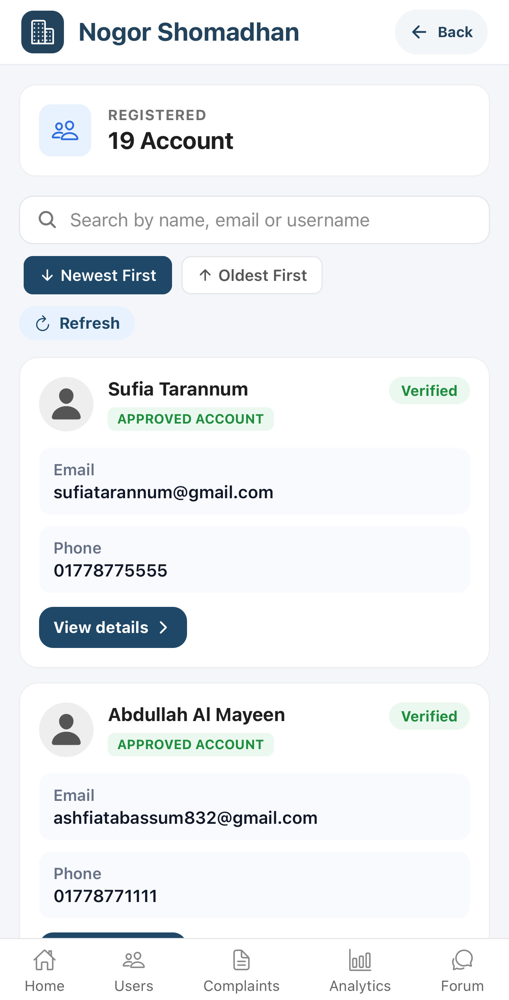 Nogor Shomadhan
Back
REGISTERED
19 Account
Search by name, email or username
Newest First
Oldest First
Refresh
Sufia Tarannum
Verified
APPROVED ACCOUNT
Email
sufiatarannum@gmail.com
Phone
01778775555
View details
Abdullah Al Mayeen
Verified
APPROVED ACCOUNT
Email
ashfiatabassum832@gmail.com
Phone
01778771111
Home
Users
Complaints
Analytics
Forum